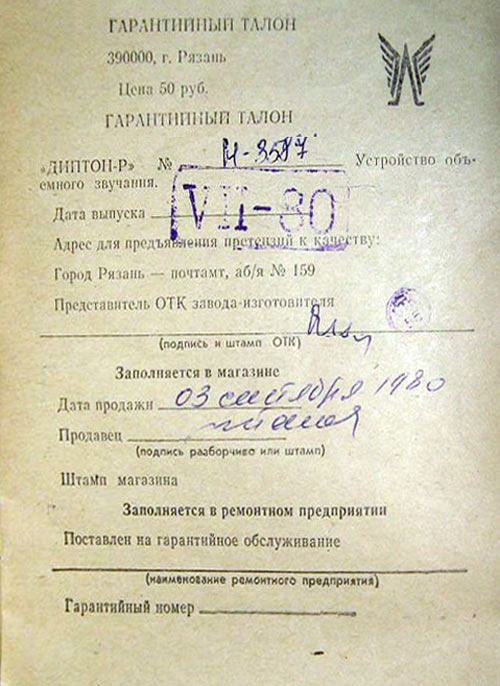 ГАРАНТИЙНЫЙ ТАЛОН
390000, г. Рязань
Цена 50 руб.
ГАРАНТИЙНЫЙ ТАЛОН
«ДИПТОН-Р» № Н-3587 Устройство объ-
емного звучания.
VII-80
Дата выпуска
Адрес для предъявления претензий к качеству:
Город Рязань — почтамт, аб/я № 159
Представитель ОТК завода-изготовителя
(подпись и штамп ОТК)
Заполняется в магазине
Дата продажи 03 сентября 1980
Продавец
(подпись разборчиво или штамп)
Штамп магазина
Заполняется в ремонтном предприятии
Поставлен на гарантийное обслуживание
(наименование ремонтного предприятия)
Гарантийный номер